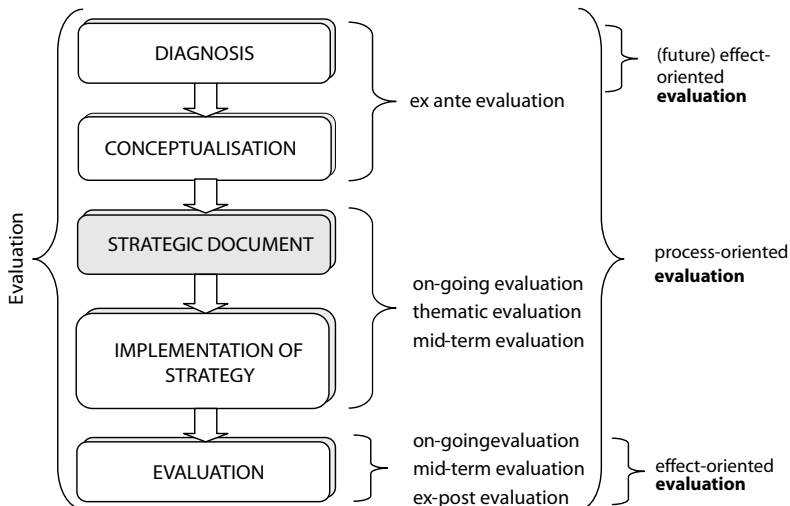 Evaluation
DIAGNOSIS
CONCEPTUALISATION
STRATEGIC DOCUMENT
IMPLEMENTATION OF
STRATEGY
EVALUATION
ex ante evaluation
on-going evaluation
thematic evaluation
mid-term evaluation
on-goingevaluation
mid-term evaluation
ex-post evaluation
(future) effect-
oriented
evaluation
process-oriented
evaluation
effect-oriented
evaluation